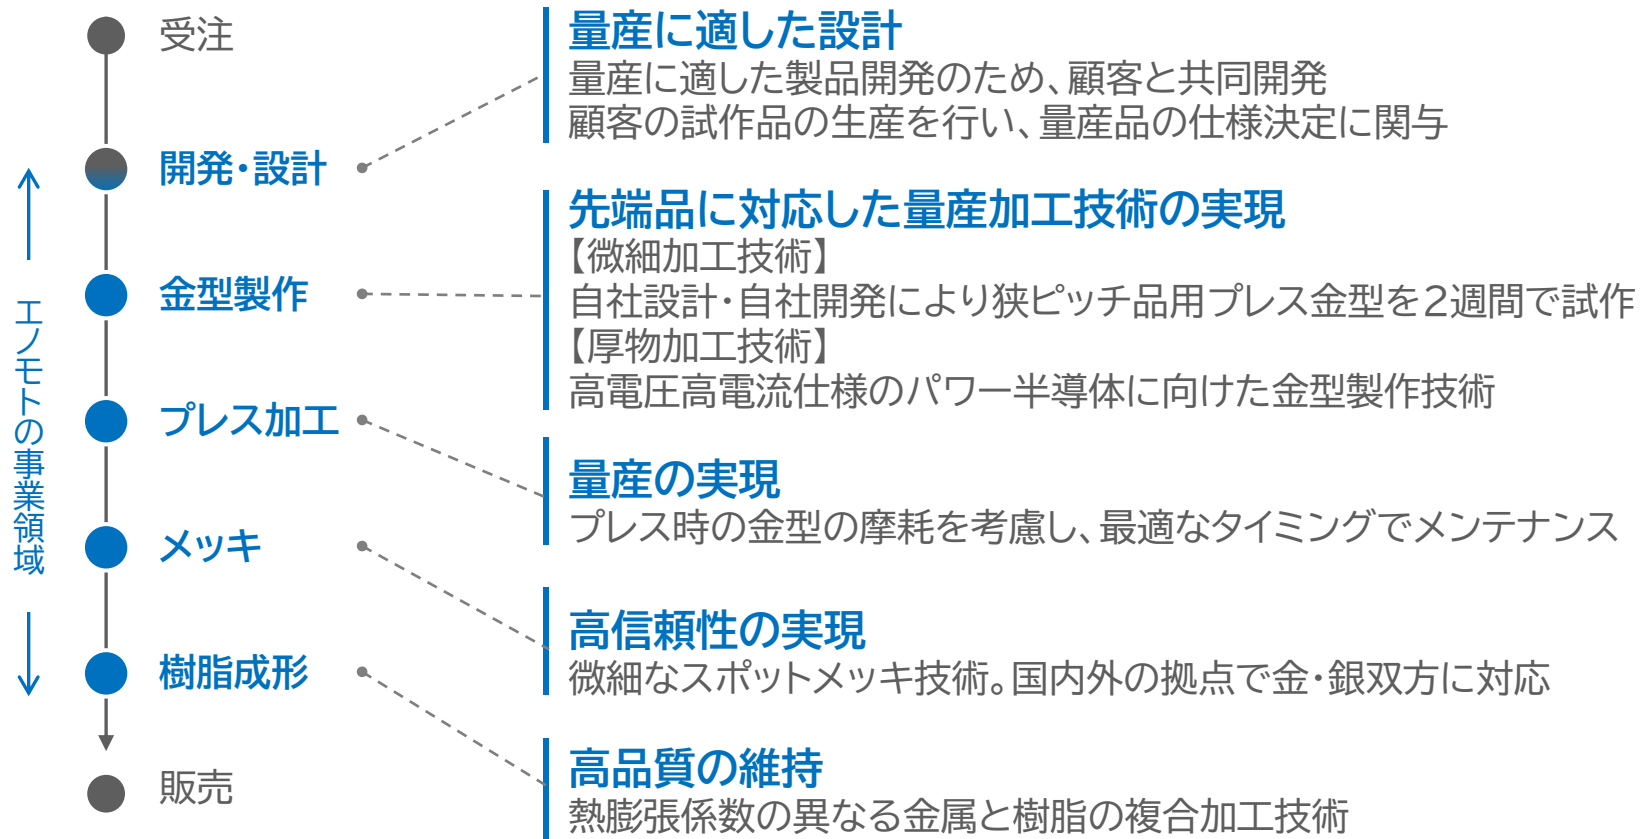 受注
開発・設計
金型製作
プレス加工
メッキ
樹脂成形
販売
エノモトの事業領域
量産に適した設計
量産に適した製品開発のため、顧客と共同開発
顧客の試作品の生産を行い、量産品の仕様決定に関与
先端品に対応した量産加工技術の実現
【微細加工技術】
自社設計・自社開発により狭ピッチ品用プレス金型を2週間で試作
【厚物加工技術】
高電圧高電流仕様のパワー半導体に向けた金型製作技術
量産の実現
プレス時の金型の摩耗を考慮し、最適なタイミングでメンテナンス
高信頼性の実現
微細なスポットメッキ技術。国内外の拠点で金・銀双方に対応
高品質の維持
熱膨張係数の異なる金属と樹脂の複合加工技術